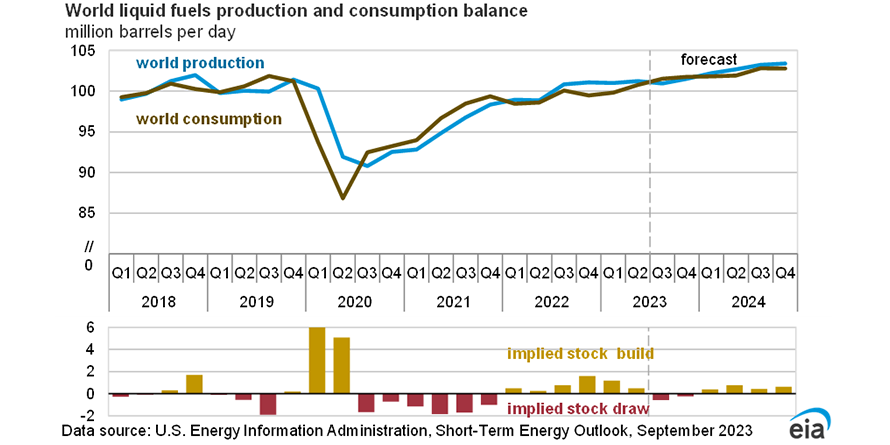 World liquid fuels production and consumption balance
million barrels per day
105
100
95
90
85
//
0
world production
world consumption
forecast
Q1 Q2 Q3 Q4 Q1 Q2 Q3 Q4 Q1 Q2 Q3 Q4 Q1 Q2 Q3 Q4 Q1 Q2 Q3 Q4 Q1 Q2 Q3 Q4 Q1 Q2 Q3 Q4
2018 2019 2020 2021 2022 2023 2024
6
4
2
0
-2
implied stock build
implied stock draw
Data source: U.S. Energy Information Administration, Short-Term Energy Outlook, September 2023
eia